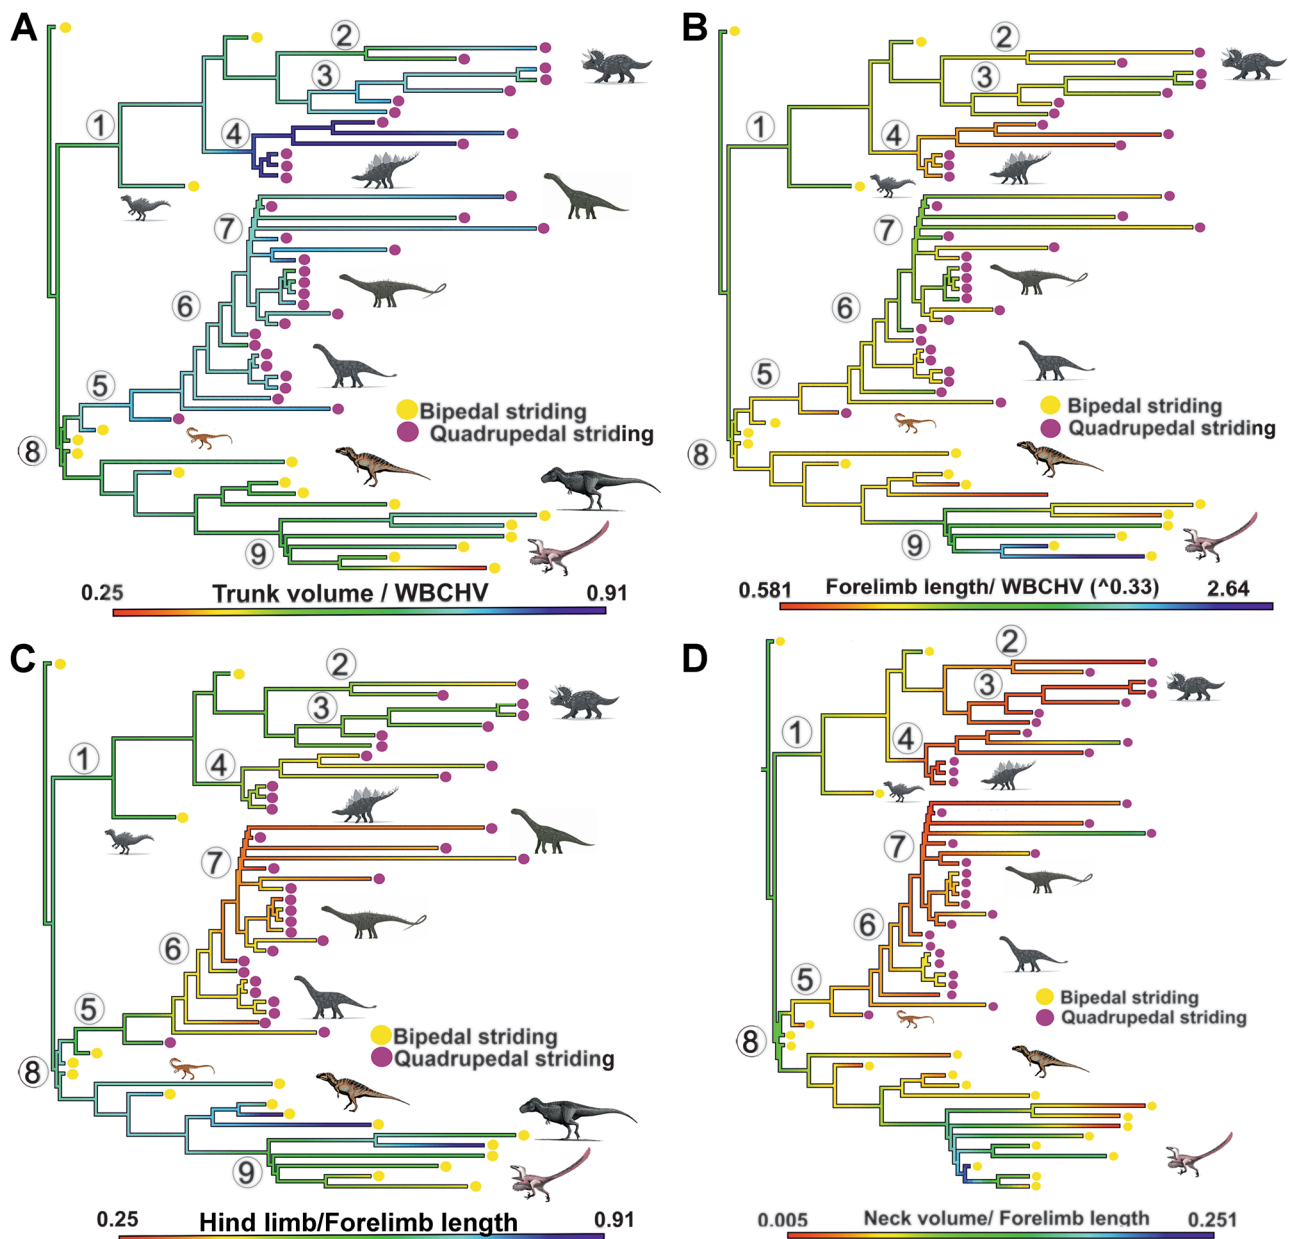 A
2
3
1
4
7
6
5
Bipedal striding
Quadrupedal striding
8
9
0.25 Trunk volume / WBCHV 0.91
B
2
3
1
4
7
6
5
Bipedal striding
Quadrupedal striding
8
9
0.581 Forelimb length/ WBCHV (^0.33) 2.64
C
2
3
1
4
7
6
5
Bipedal striding
Quadrupedal striding
8
9
0.25 Hind limb/Forelimb length 0.91
D
2
3
1
4
7
6
5
Bipedal striding
Quadrupedal striding
8
0.005 Neck volume/ Forelimb length 0.251